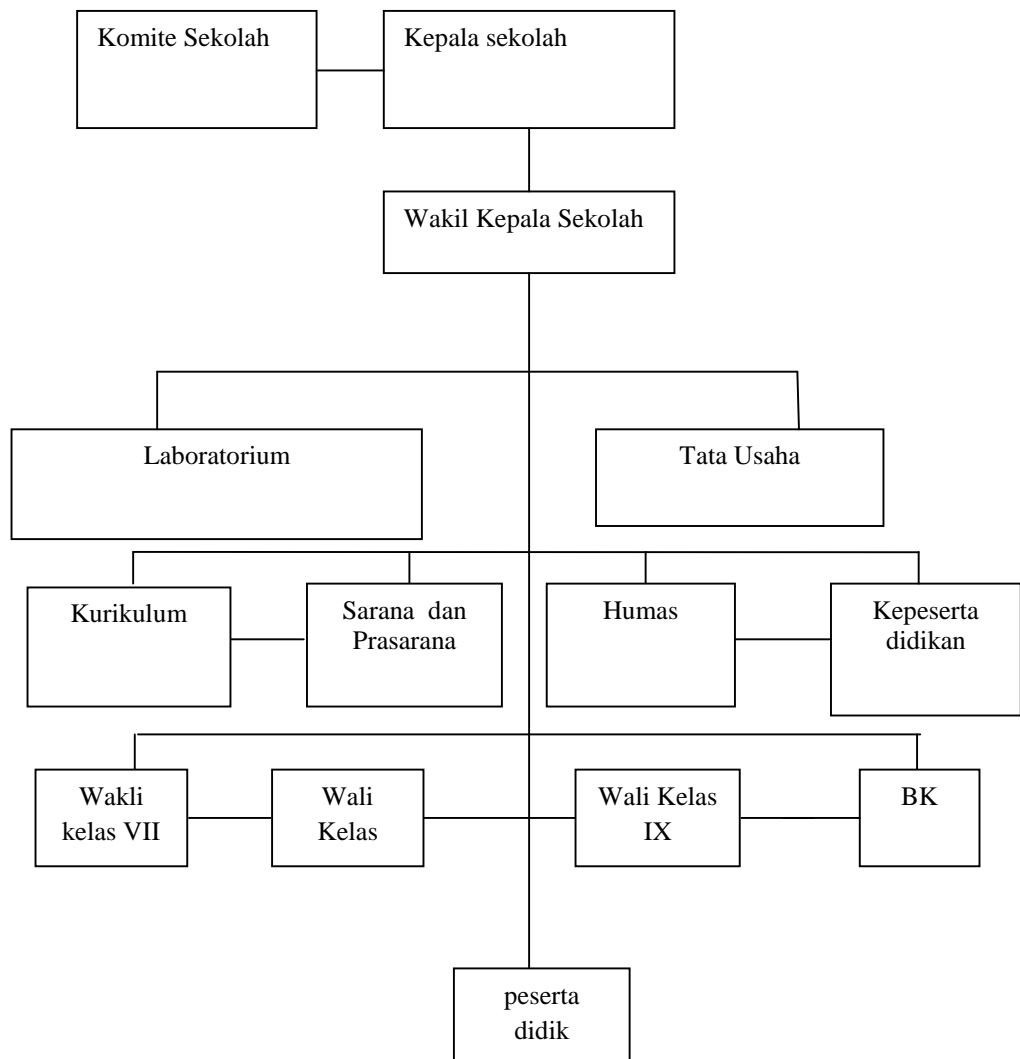 Komite Sekolah
Kepala sekolah
Wakil Kepala Sekolah
Laboratorium
Tata Usaha
Kurikulum
Sarana dan
Prasarana
Humas
Kepeserta
didikan
Wakli
kelas VII
Wali
Kelas
Wali Kelas
IX
BK
peserta
didik